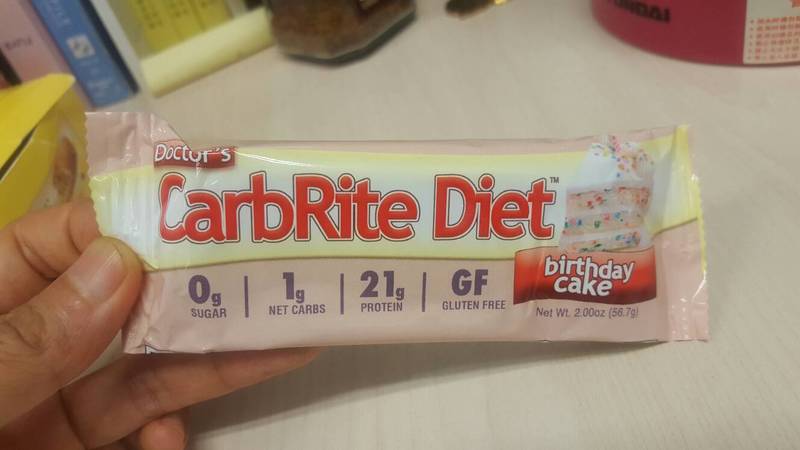 Doctor's
CarbRite Diet™
0g
SUGAR
1g
NET CARBS
21g
PROTEIN
GF
GLUTEN FREE
birthday
cake
Net Wt. 2.00oz (56.7g)